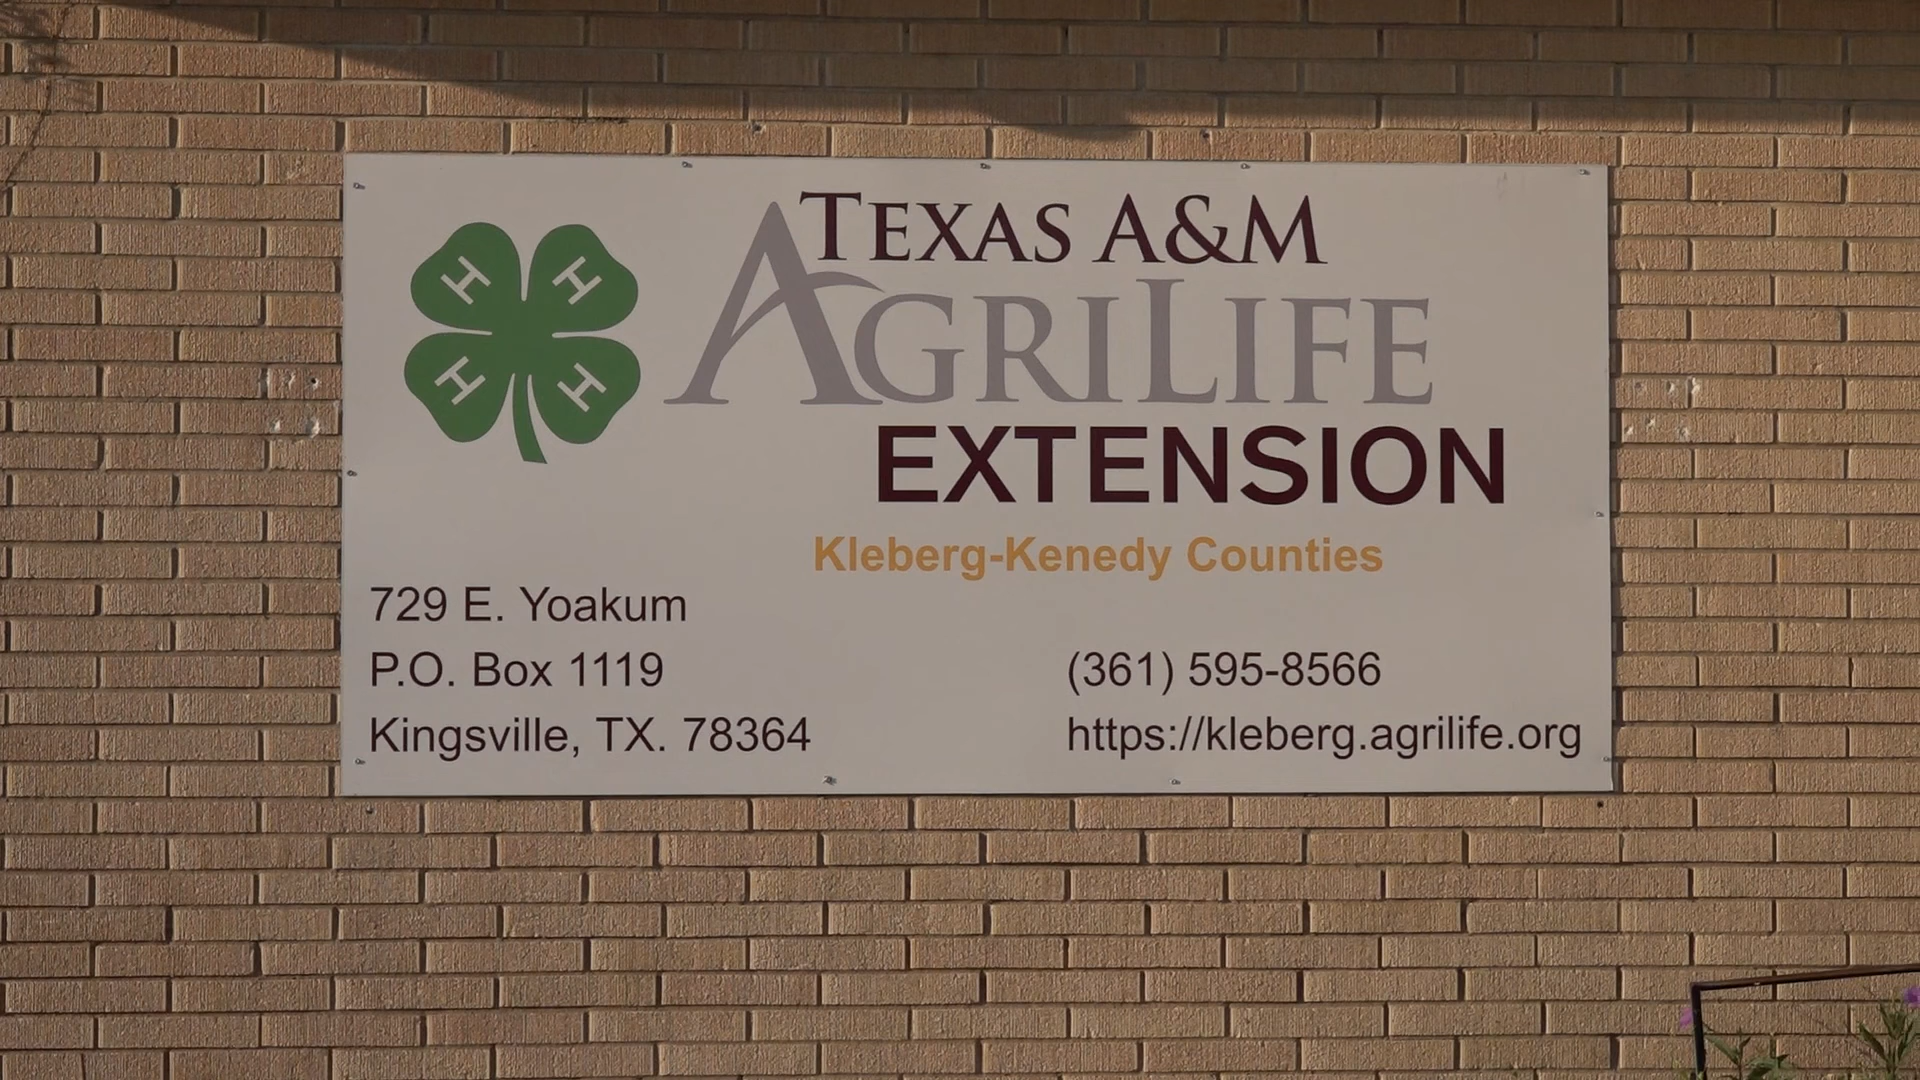 H H
H H
TEXAS A&M
AGRILIFE
EXTENSION
Kleberg-Kenedy Counties
729 E. Yoakum
P.O. Box 1119
Kingsville, TX. 78364
(361) 595-8566
https://kleberg.agrilife.org